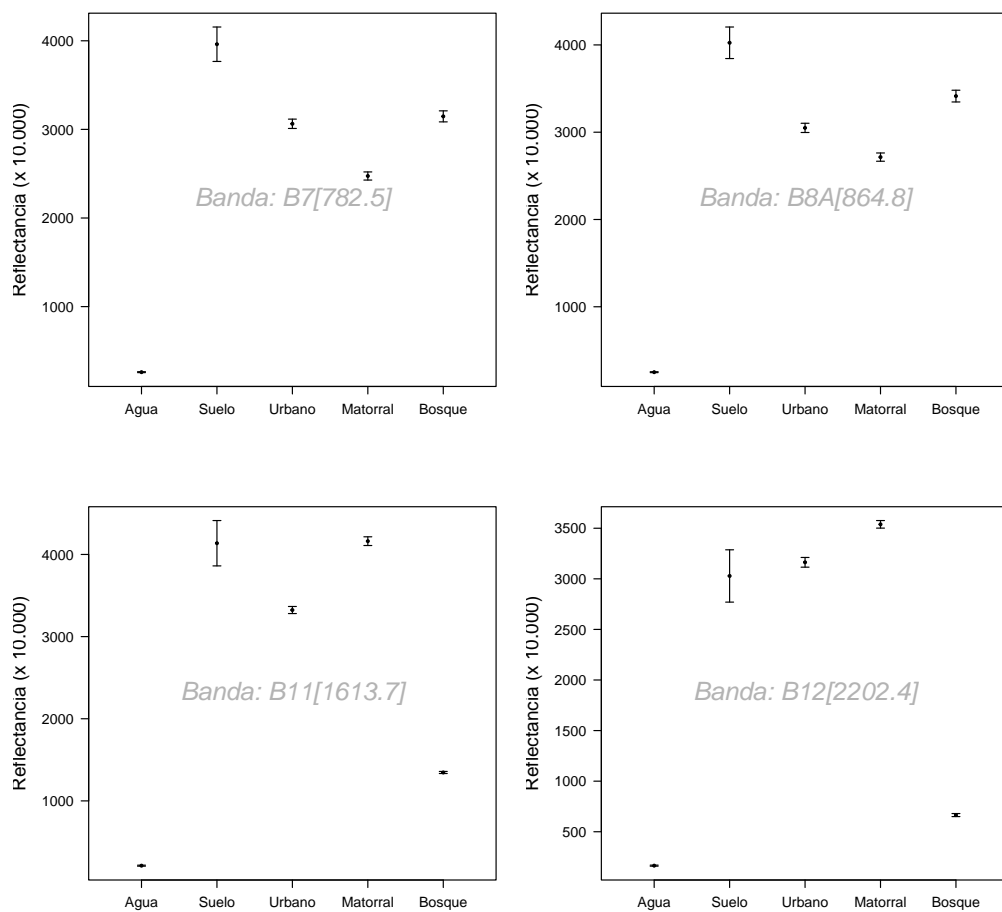 Reflectancia (x 10.000)
4000
3000
2000
1000
Banda: B7[782.5]
Agua Suelo Urbano Matorral Bosque
Reflectancia (x 10.000)
4000
3000
2000
1000
Banda: B8A[864.8]
Agua Suelo Urbano Matorral Bosque
Reflectancia (x 10.000)
4000
3000
2000
1000
Banda: B11[1613.7]
Agua Suelo Urbano Matorral Bosque
Reflectancia (x 10.000)
3500
3000
2500
2000
1500
1000
500
Banda: B12[2202.4]
Agua Suelo Urbano Matorral Bosque